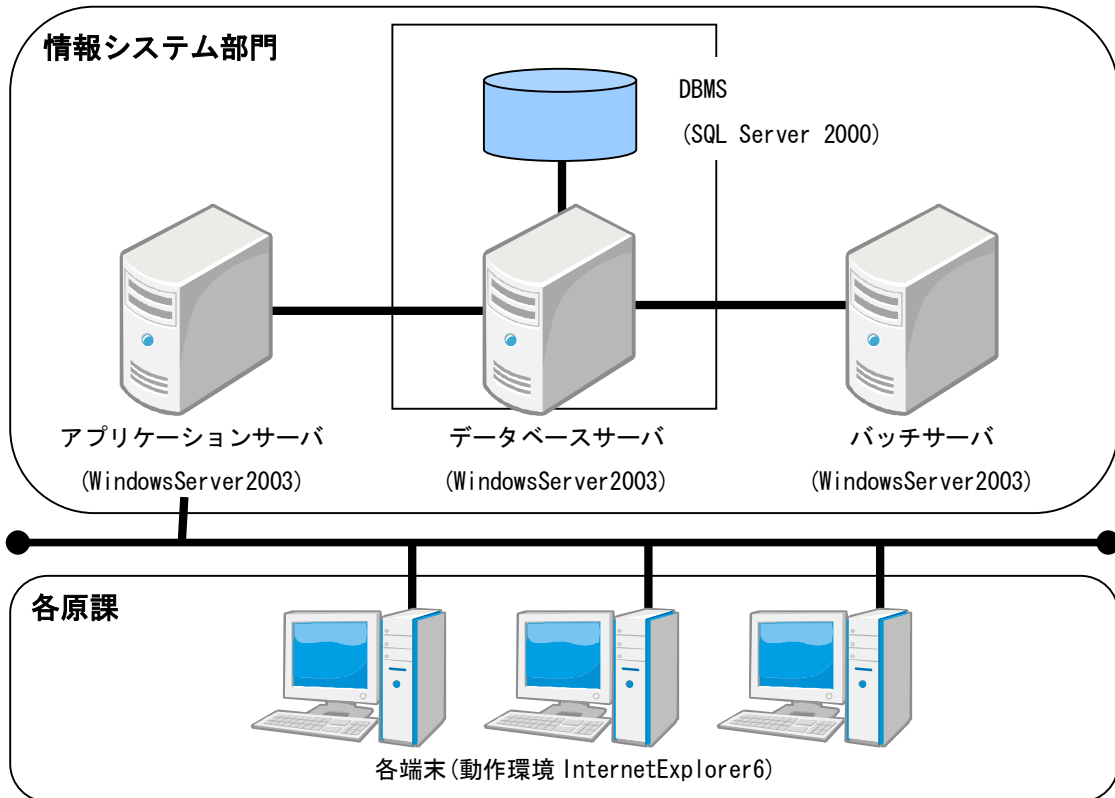 情報システム部門
DBMS
(SQL Server 2000)
アプリケーションサーバ
(WindowsServer2003)
データベースサーバ
(WindowsServer2003)
バッチサーバ
(WindowsServer2003)
各原課
各端末(動作環境 InternetExplorer6)